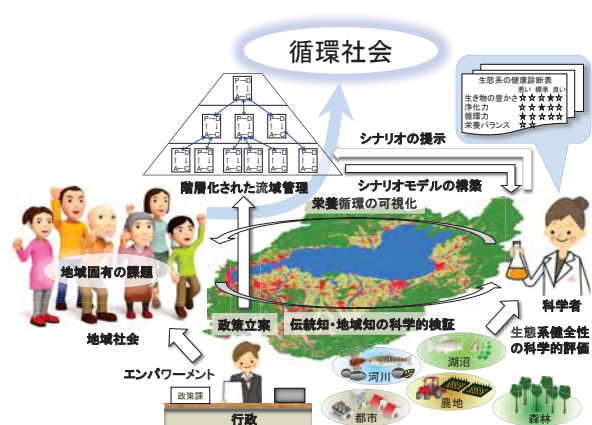 循環社会
生態系の健康診断表
悪い 標準 良い
生き物の豊かさ ☆☆☆★☆
浄化力 ★☆☆☆☆
循環力 ★☆☆☆☆
栄養バランス ☆☆
P→D
↑ ↓
A←C
P→D P→D P→D
↑ ↓ ↑ ↓ ↑ ↓
A←C A←C A←C
P→D P→D P→D P→D P→D P→D
↑ ↓ ↑ ↓ ↑ ↓ ↑ ↓ ↑ ↓ ↑ ↓
A←C A←C A←C A←C A←C A←C
階層化された流域管理
シナリオの提示
シナリオモデルの構築
栄養循環の可視化
地域固有の課題
地域社会
政策立案
伝統知・地域知の科学的検証
科学者
生態系健全性
の科学的評価
エンパワーメント
政策課
行政
河川
湖沼
都市
農地
森林